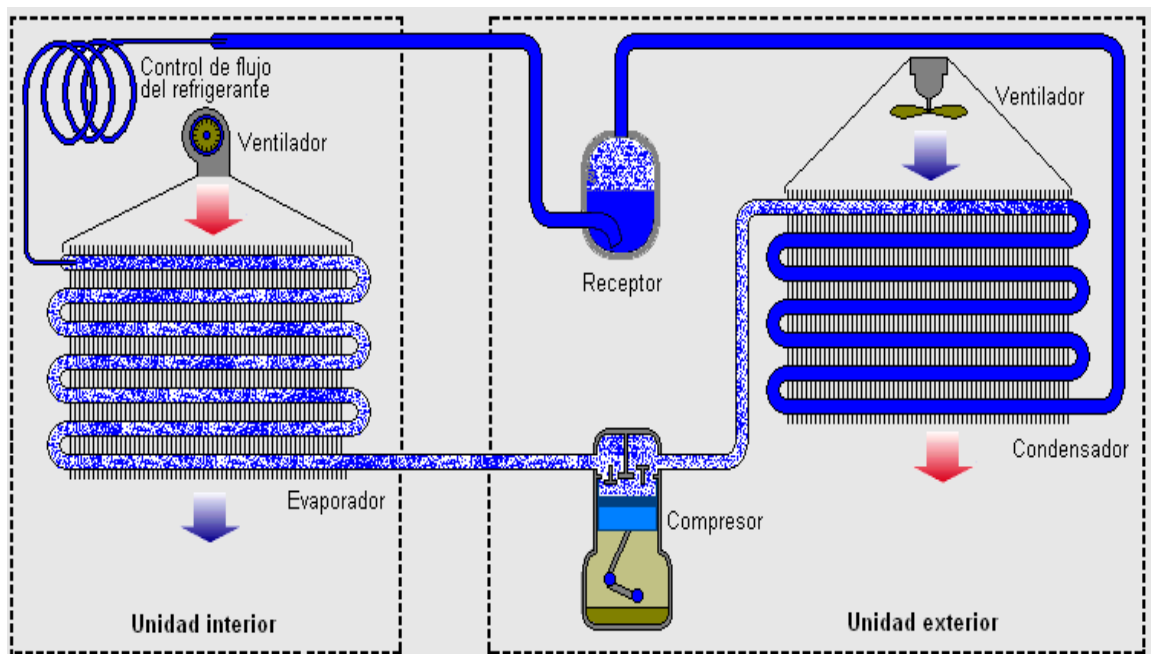 Control de flujo
del refrigerante
Ventilador
Evaporador
Unidad interior
Ventilador
Receptor
Condensador
Compresor
Unidad exterior